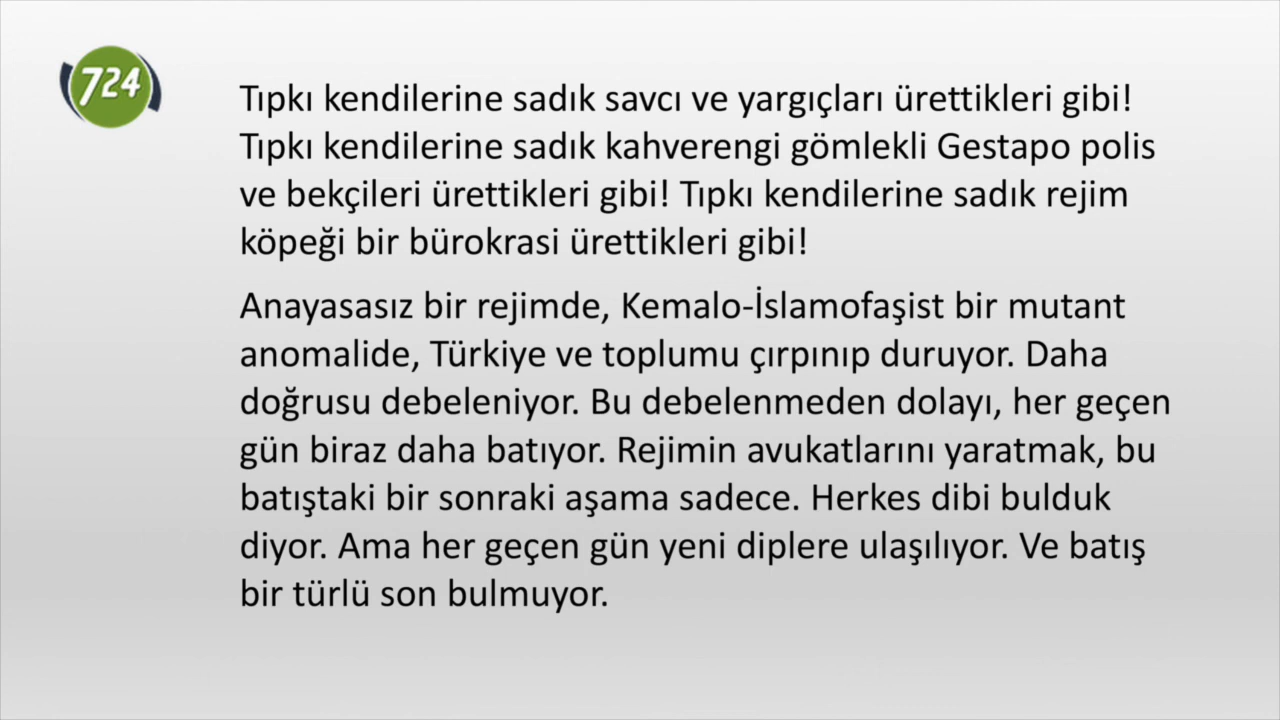 724
Tıpkı kendilerine sadık savcı ve yargıçları ürettikleri gibi!
Tıpkı kendilerine sadık kahverengi gömlekli Gestapo polis
ve bekçileri ürettikleri gibi! Tıpkı kendilerine sadık rejim
köpeği bir bürokrasi ürettikleri gibi!
Anayasasız bir rejimde, Kemalo-İslamofaşist bir mutant
anomalide, Türkiye ve toplumu çırpınıp duruyor. Daha
doğrusu debeleniyor. Bu debelenmeden dolayı, her geçen
gün biraz daha batıyor. Rejimin avukatlarını yaratmak, bu
batıştaki bir sonraki aşama sadece. Herkes dibi bulduk
diyor. Ama her geçen gün yeni diplere ulaşılıyor. Ve batış
bir türlü son bulmuyor.